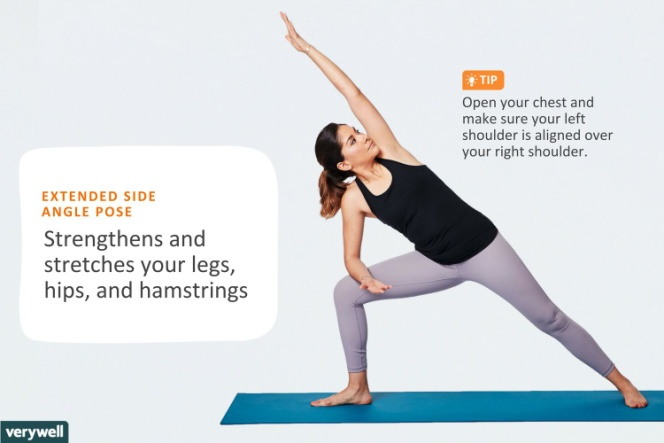 EXTENDED SIDE
ANGLE POSE
Strengthens and
stretches your legs,
hips, and hamstrings
TIP
Open your chest and
make sure your left
shoulder is aligned over
your right shoulder.
verywell